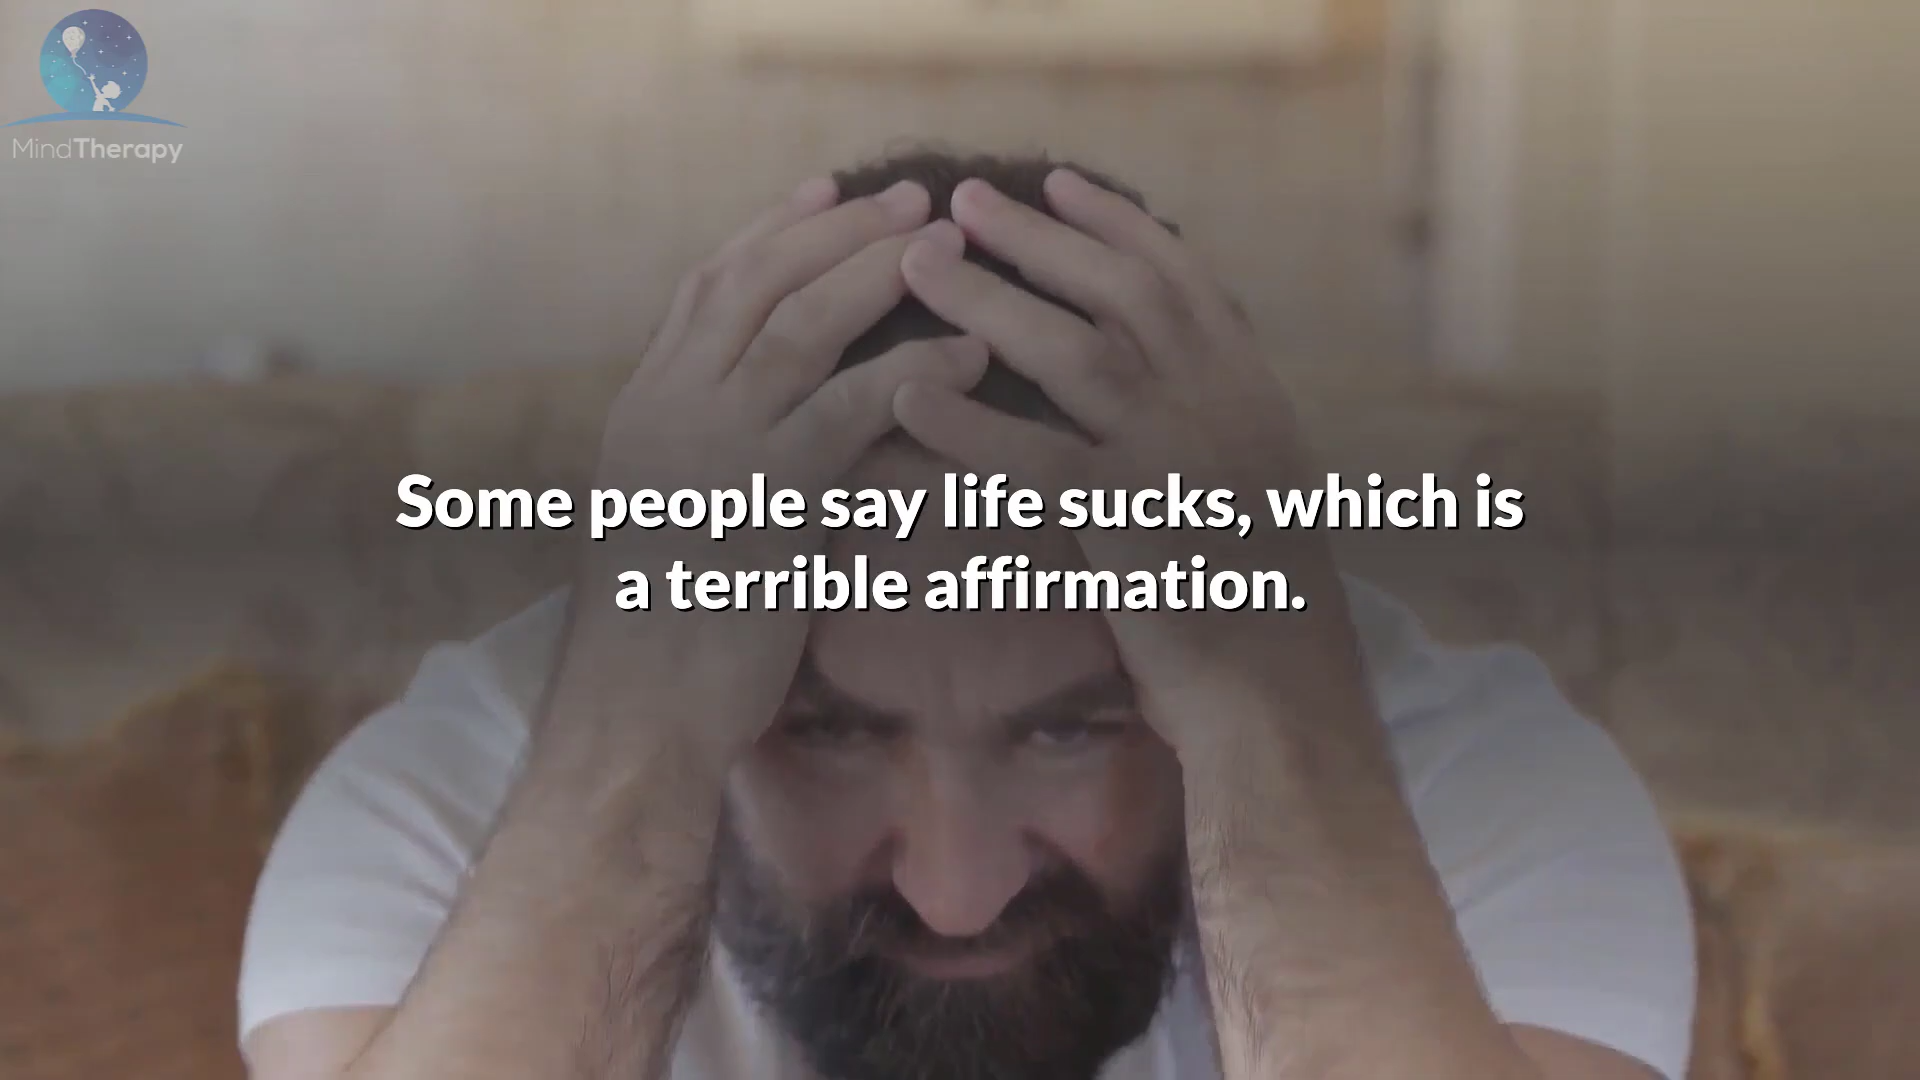 MindTherapy
Some people say life sucks, which is
a terrible affirmation.